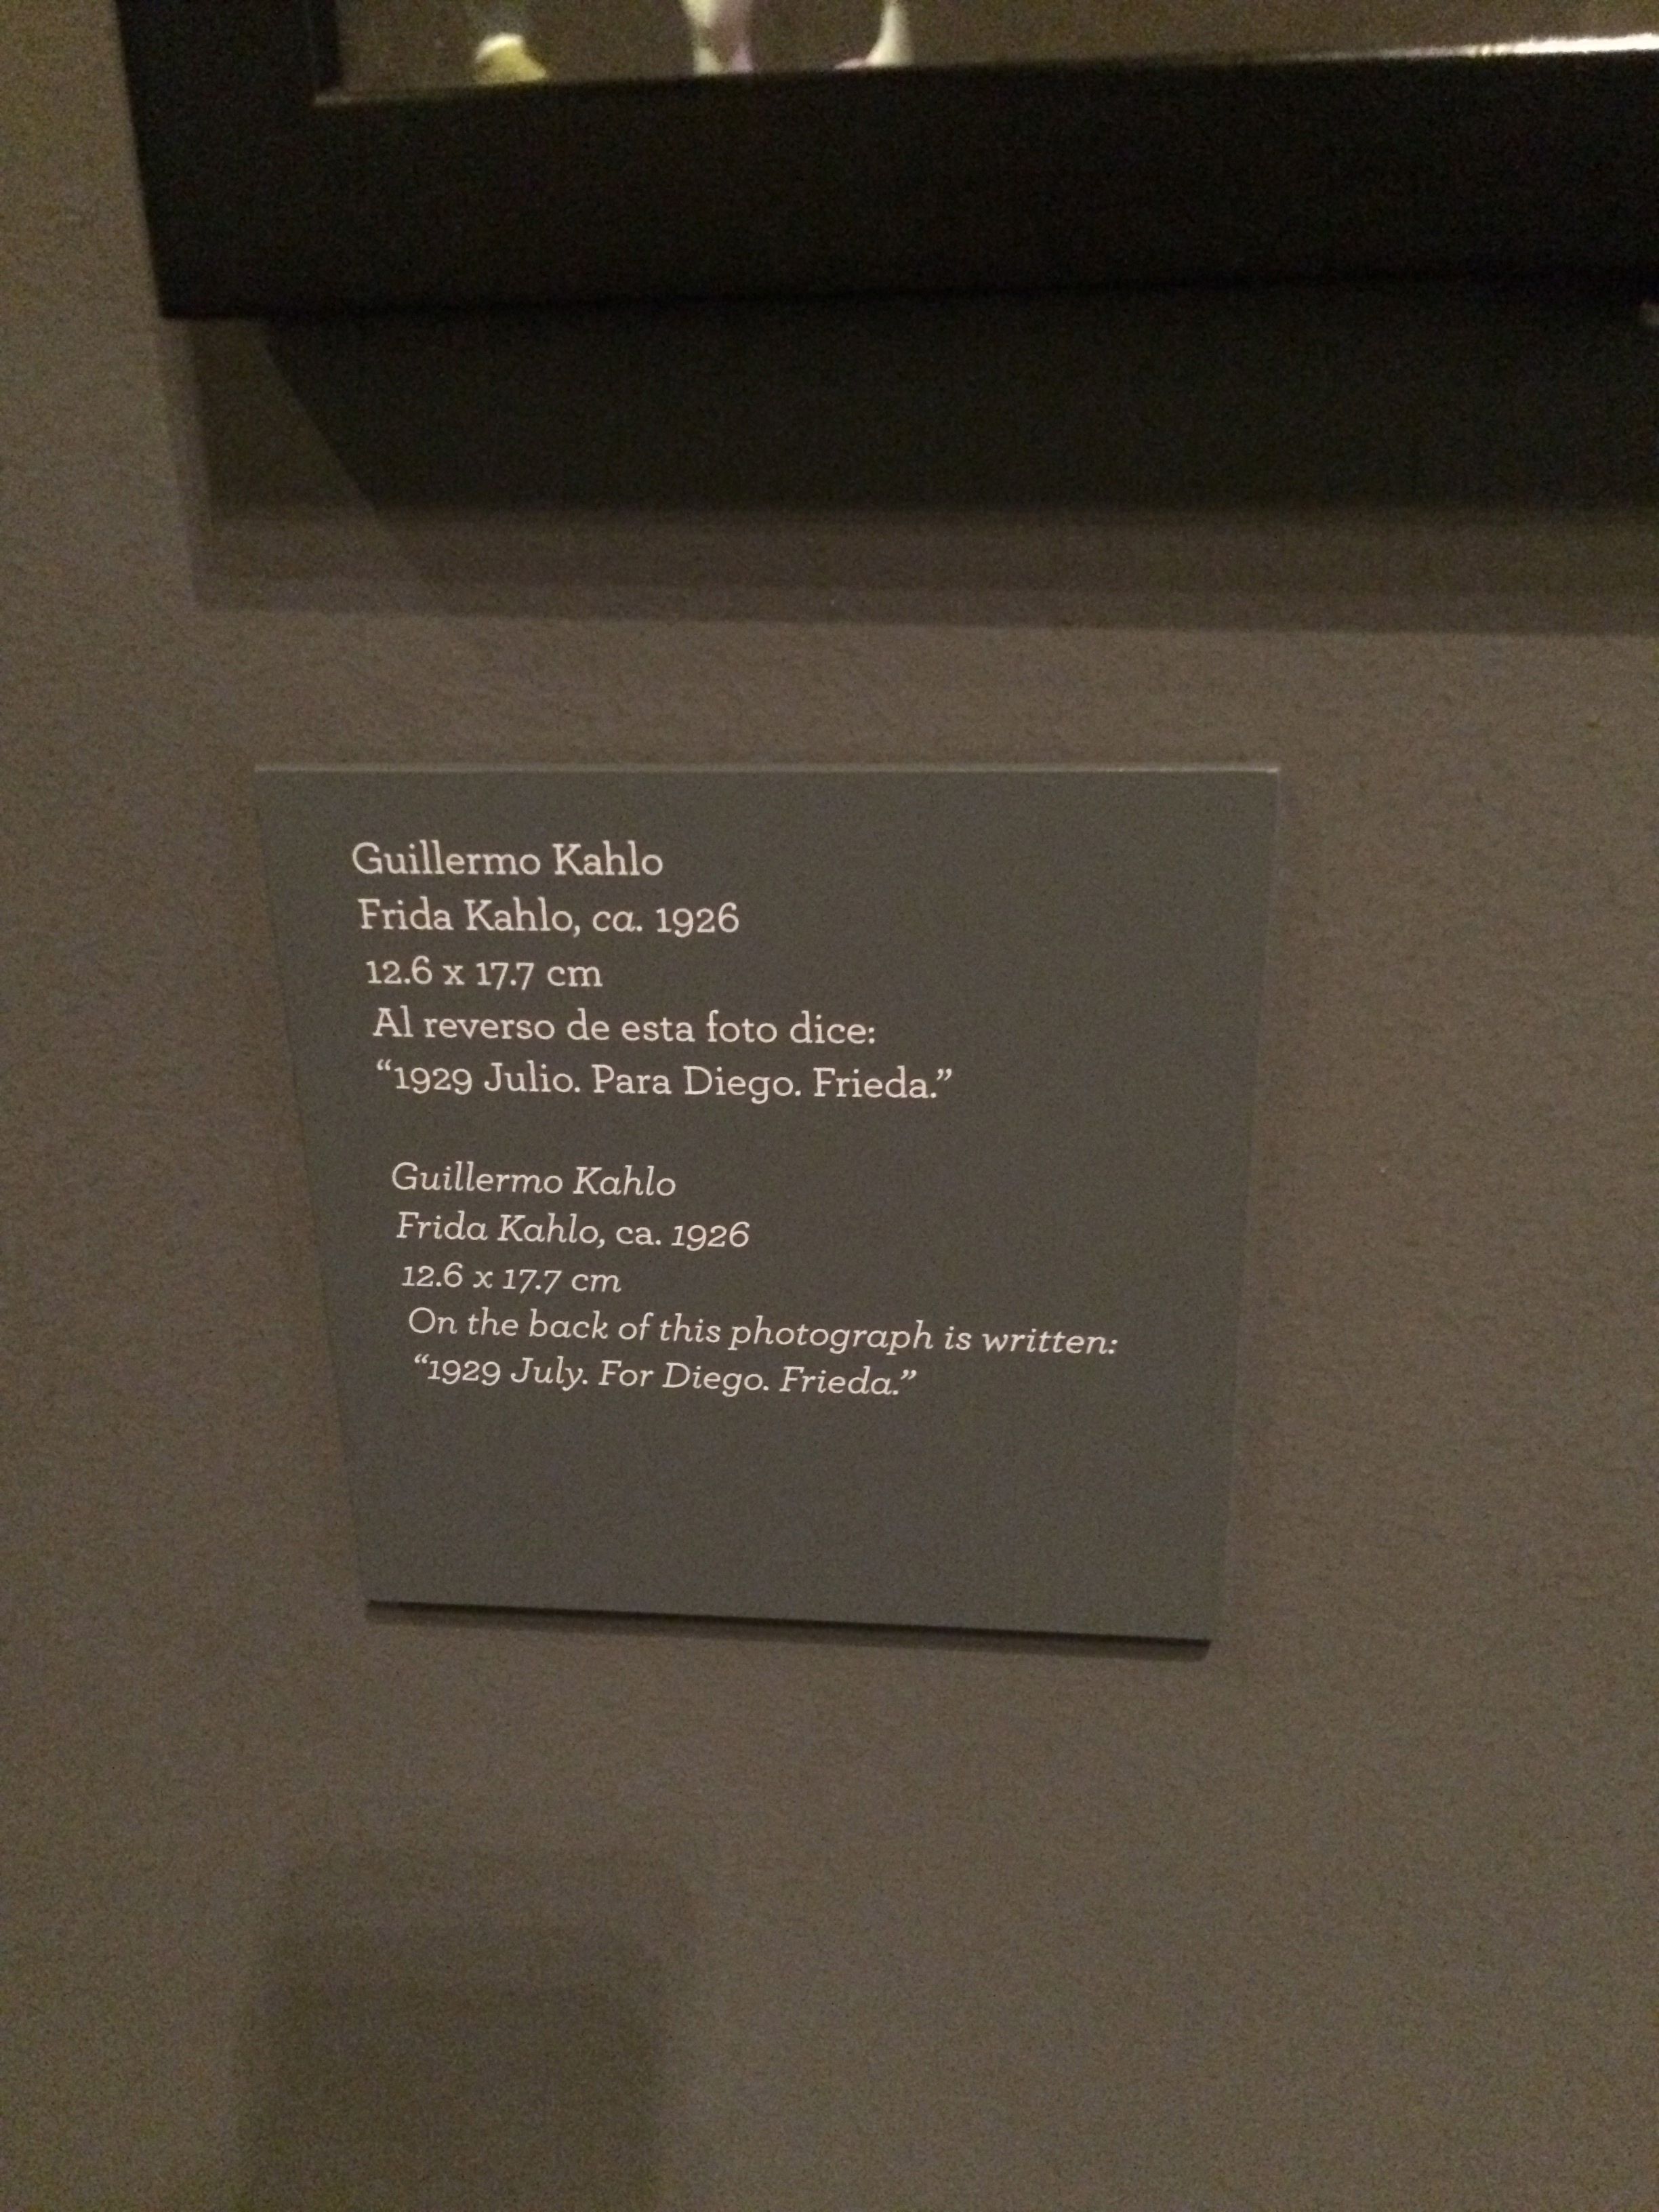 Guillermo Kahlo
Frida Kahlo, ca. 1926
12.6 x 17.7 cm
Al reverso de esta foto dice:
“1929 Julio. Para Diego. Frieda.”
Guillermo Kahlo
Frida Kahlo, ca. 1926
12.6 x 17.7 cm
On the back of this photograph is written:
“1929 July. For Diego. Frieda.”